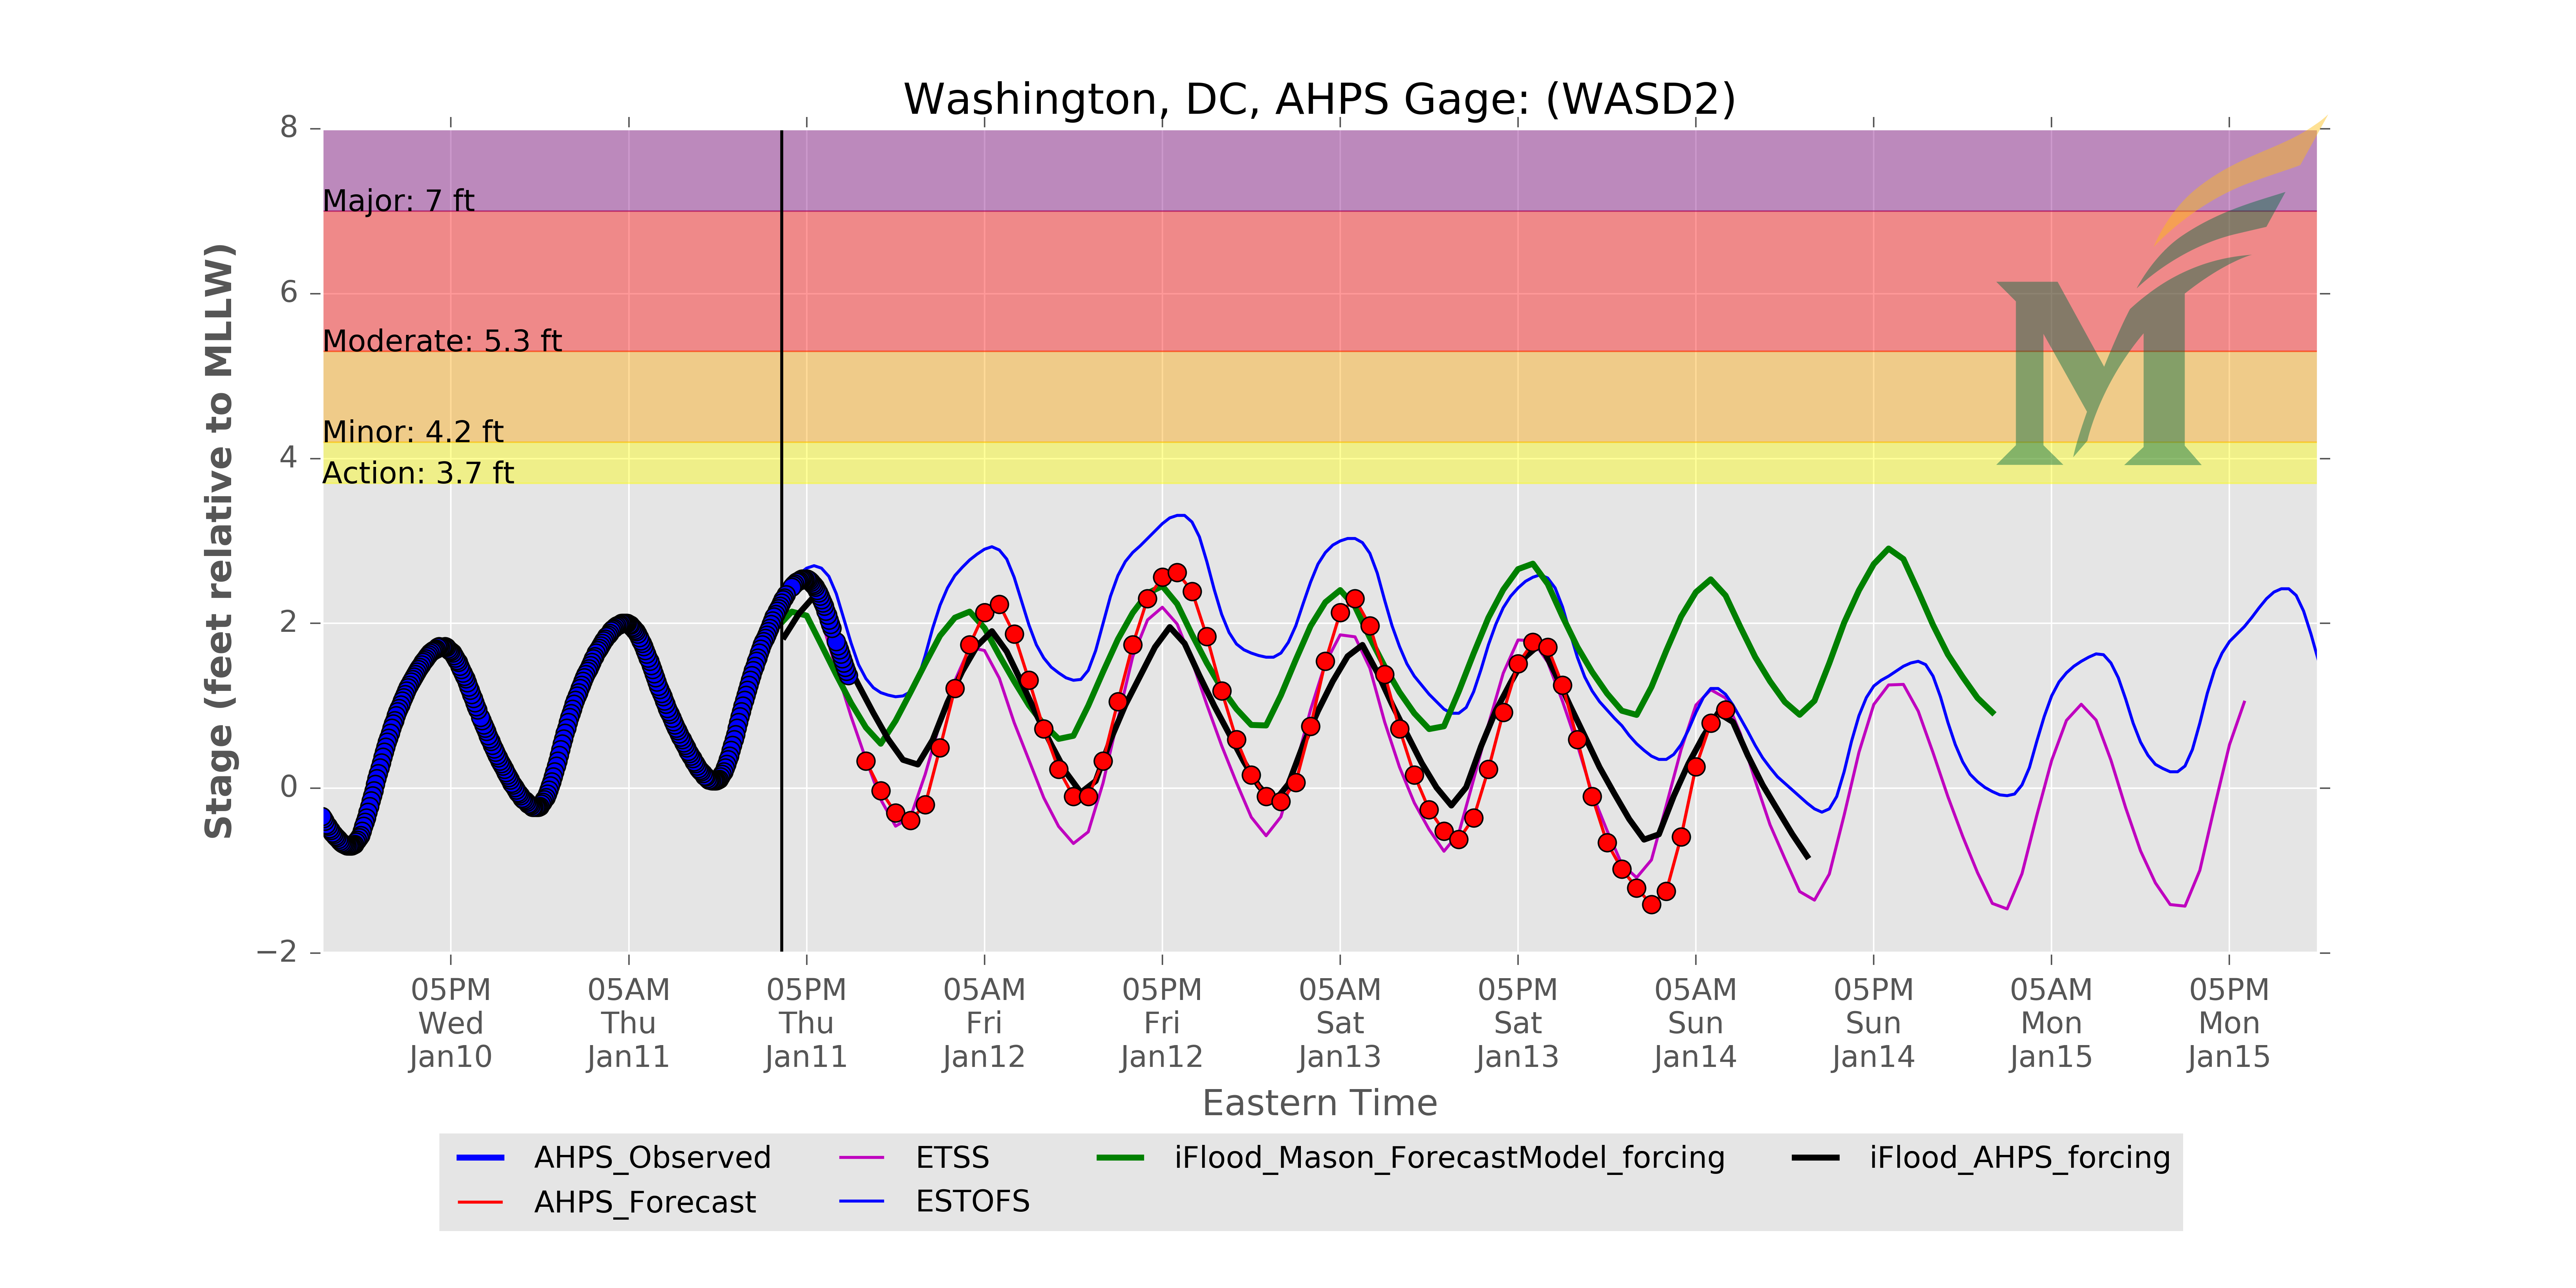 Washington, DC, AHPS Gage: (WASD2)
8
Major: 7 ft
6
Moderate: 5.3 ft
Minor: 4.2 ft
4
Action: 3.7 ft
2
0
−2
Stage (feet relative to MLLW)
05PM 05AM 05PM 05AM 05PM 05AM 05PM 05AM 05PM 05AM 05PM
Wed Thu Thu Fri Fri Sat Sat Sun Sun Mon Mon
Jan10 Jan11 Jan11 Jan12 Jan12 Jan13 Jan13 Jan14 Jan14 Jan15 Jan15
Eastern Time
AHPS_Observed ETSS iFlood_Mason_ForecastModel_forcing iFlood_AHPS_forcing
AHPS_Forecast ESTOFS
M